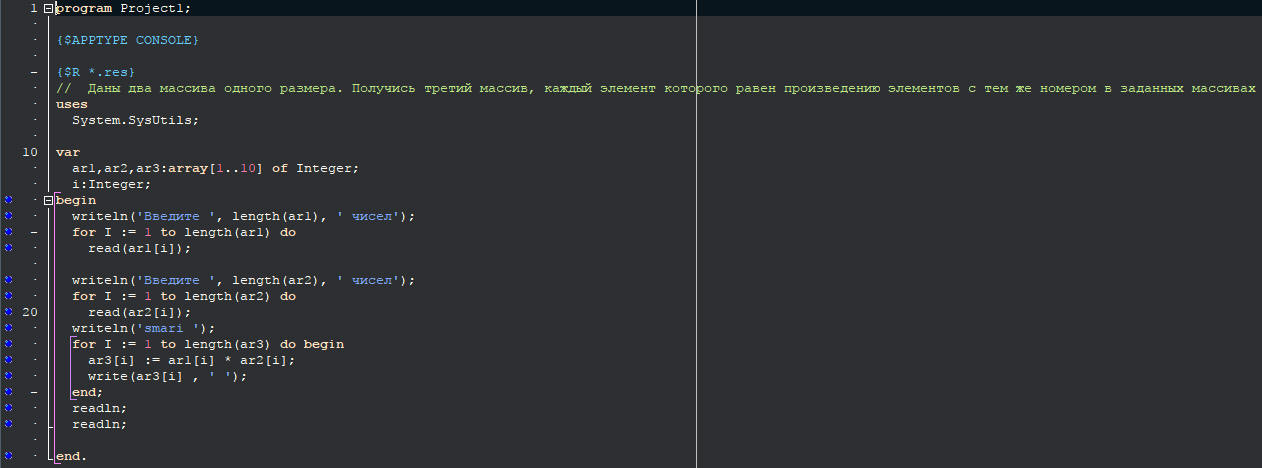 1 program Project1;
{$APPTYPE CONSOLE}
{$R *.res}
// Даны два массива одного размера. Получись третий массив, каждый элемент которого равен произведению элементов с тем же номером в заданных массивах
uses
System.SysUtils;
10 var
ar1,ar2,ar3:array[1..10] of Integer;
i:Integer;
begin
writeln('Введите ', length(ar1), ' чисел');
for I := 1 to length(ar1) do
read(ar1[i]);
writeln('Введите ', length(ar2), ' чисел');
for I := 1 to length(ar2) do
20 read(ar2[i]);
writeln('smari ');
for I := 1 to length(ar3) do begin
ar3[i] := ar1[i] * ar2[i];
write(ar3[i] , ' ');
end;
readln;
readln;
end.